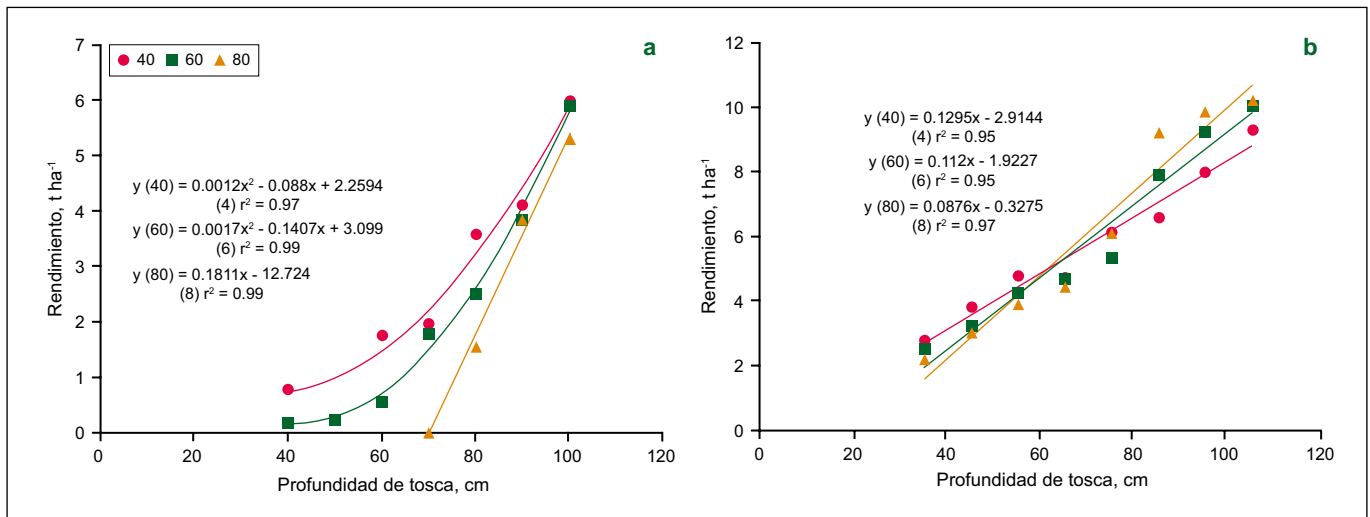 a
40 60 80
7
6
5
4
3
2
1
0
Rendimiento, t ha-1
y (40) = 0.0012x2 - 0.088x + 2.2594
(4) r2 = 0.97
y (60) = 0.0017x2 - 0.1407x + 3.099
(6) r2 = 0.99
y (80) = 0.1811x - 12.724
(8) r2 = 0.99
0 20 40 60 80 100 120
Profundidad de tosca, cm
b
12
10
8
6
4
2
0
Rendimiento, t ha-1
y (40) = 0.1295x - 2.9144
(4) r2 = 0.95
y (60) = 0.112x - 1.9227
(6) r2 = 0.95
y (80) = 0.0876x - 0.3275
(8) r2 = 0.97
0 20 40 60 80 100 120
Profundidad de tosca, cm